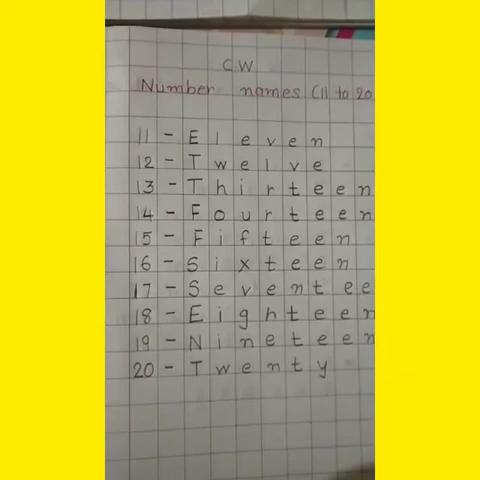 C W
Number names (11 to 20
11 - Eleven
12 - Twelve
13 - Thirteen
14 - Fourteen
15 - Fifteen
16 - Sixteen
17 - Seventee
18 - Eighteen
19 - Nineteen
20 - Twenty